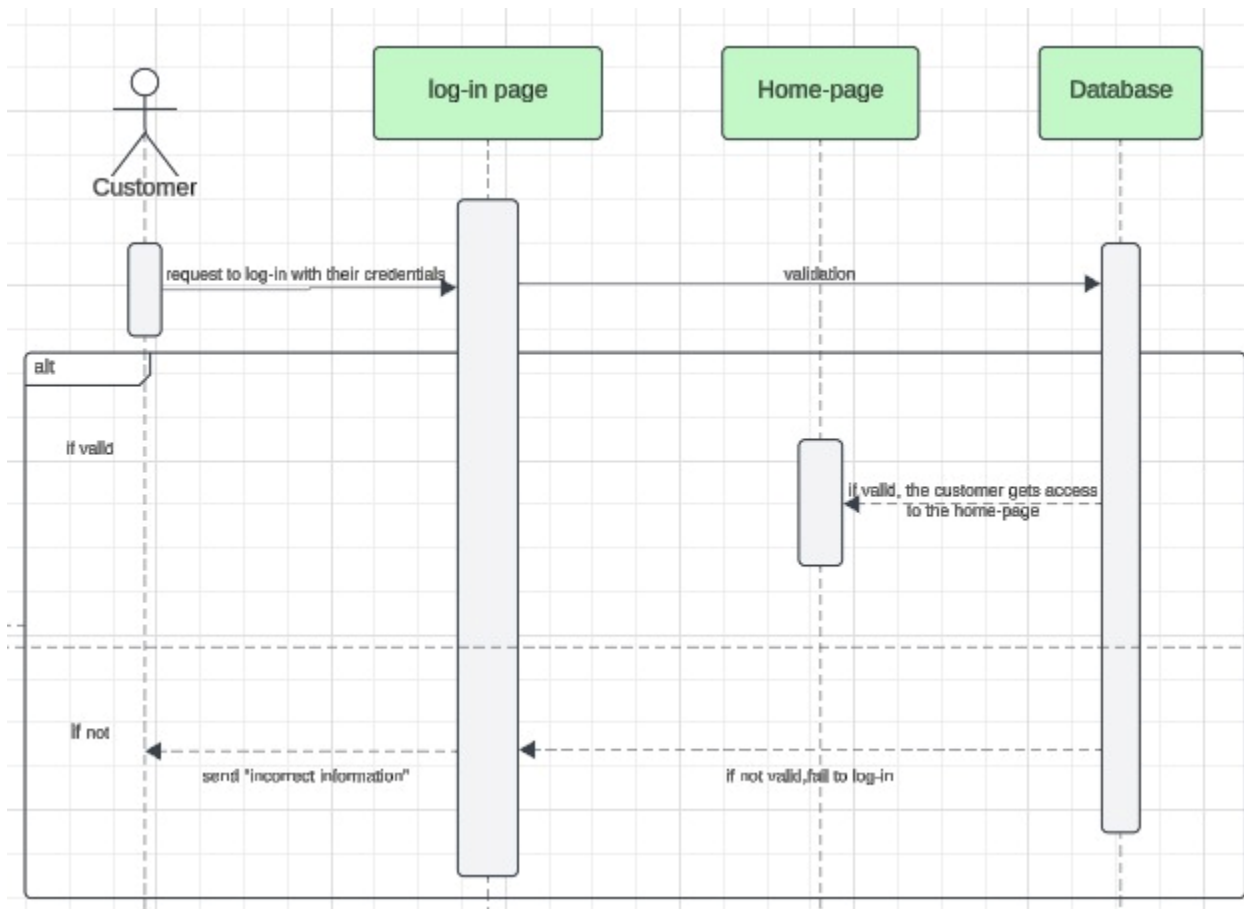 log-in page
Home-page
Database
Customer
request to log-in with their credentials
validation
alt
if valid
if valid, the customer gets access
to the home-page
If not
send "incorrect information"
if not valid,fail to log-in